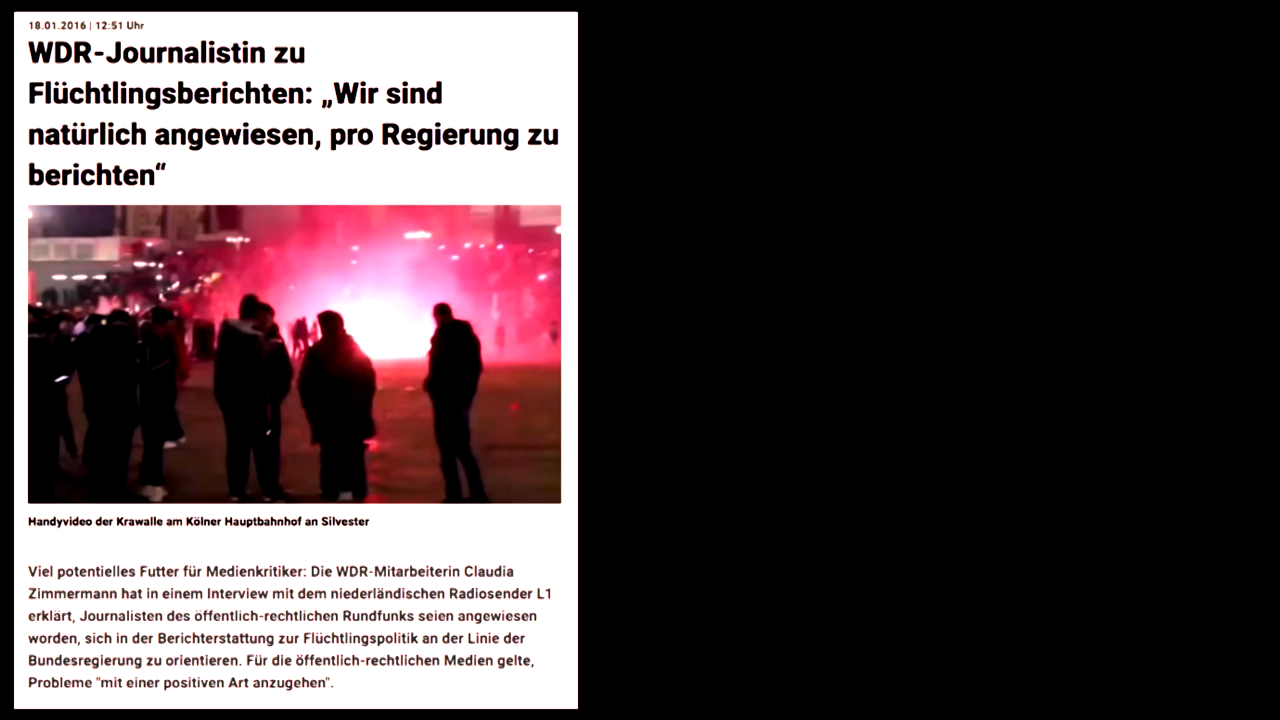 18.01.2016 | 12:51 Uhr
WDR-Journalistin zu
Flüchtlingsberichten: „Wir sind
natürlich angewiesen, pro Regierung zu
berichten“
Handyvideo der Krawalle am Kölner Hauptbahnhof an Silvester
Viel potentielles Futter für Medienkritiker: Die WDR-Mitarbeiterin Claudia
Zimmermann hat in einem Interview mit dem niederländischen Radiosender L1
erklärt, Journalisten des öffentlich-rechtlichen Rundfunks seien angewiesen
worden, sich in der Berichterstattung zur Flüchtlingspolitik an der Linie der
Bundesregierung zu orientieren. Für die öffentlich-rechtlichen Medien gelte,
Probleme "mit einer positiven Art anzugehen".